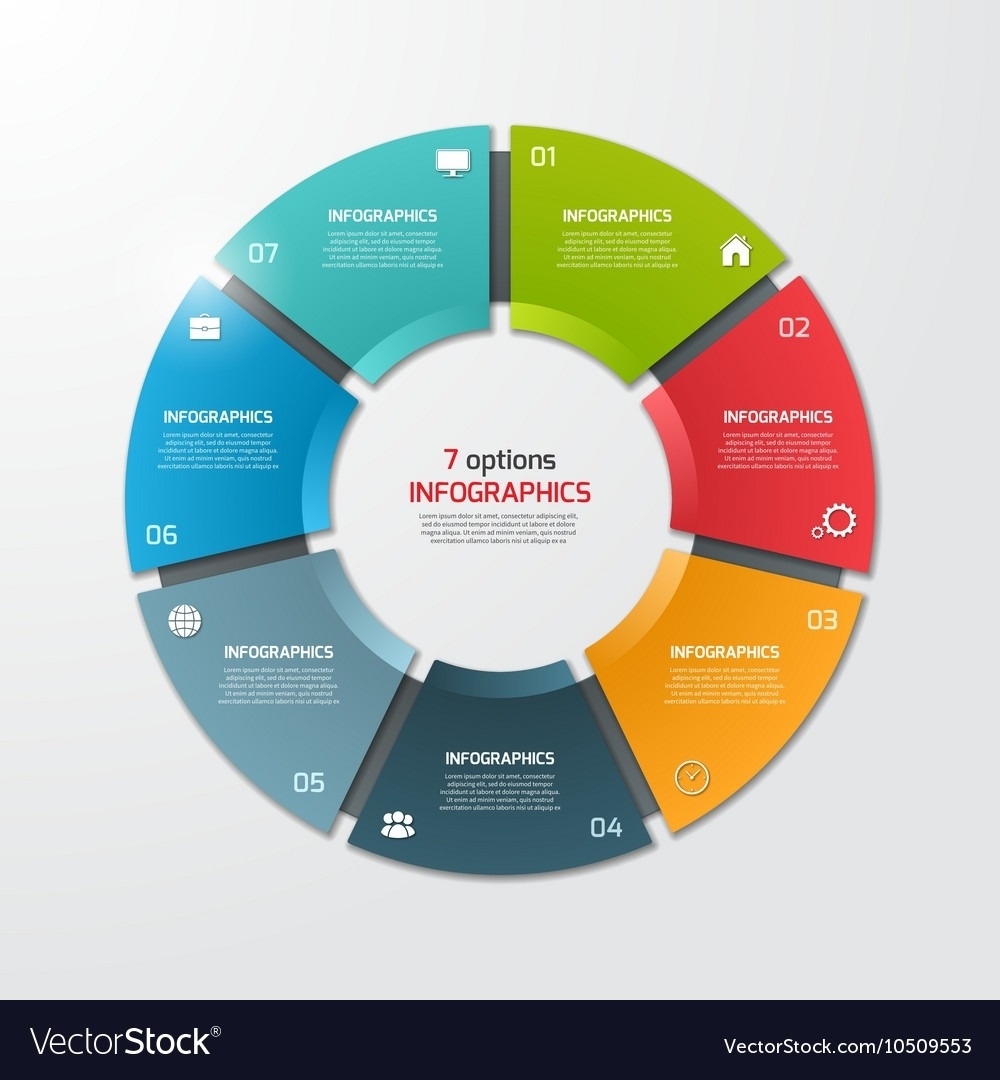 01
INFOGRAPHICS
Lorem ipsum dolor sit amet, consectetur
adipiscing elit, sed do eiusmod tempor
incididunt ut labore et dolore magna aliqua.
Ut enim ad minim veniam, quis nostrud
exercitation ullamco laboris nisi ut aliquip ex
02
INFOGRAPHICS
Lorem ipsum dolor sit amet, consectetur
adipiscing elit, sed do eiusmod tempor
incididunt ut labore et dolore magna aliqua.
Ut enim ad minim veniam, quis nostrud
exercitation ullamco laboris nisi ut aliquip ex
03
INFOGRAPHICS
Lorem ipsum dolor sit amet, consectetur
adipiscing elit, sed do eiusmod tempor
incididunt ut labore et dolore magna aliqua.
Ut enim ad minim veniam, quis nostrud
exercitation ullamco laboris nisi ut aliquip ex
INFOGRAPHICS
Lorem ipsum dolor sit amet, consectetur
adipiscing elit, sed do eiusmod tempor
incididunt ut labore et dolore magna aliqua.
Ut enim ad minim veniam, quis nostrud
exercitation ullamco laboris nisi ut aliquip ex
04
INFOGRAPHICS
Lorem ipsum dolor sit amet, consectetur
adipiscing elit, sed do eiusmod tempor
incididunt ut labore et dolore magna aliqua.
Ut enim ad minim veniam, quis nostrud
exercitation ullamco laboris nisi ut aliquip ex
05
INFOGRAPHICS
Lorem ipsum dolor sit amet, consectetur
adipiscing elit, sed do eiusmod tempor
incididunt ut labore et dolore magna aliqua.
Ut enim ad minim veniam, quis nostrud
exercitation ullamco laboris nisi ut aliquip ex
06
INFOGRAPHICS
Lorem ipsum dolor sit amet, consectetur
adipiscing elit, sed do eiusmod tempor
incididunt ut labore et dolore magna aliqua.
Ut enim ad minim veniam, quis nostrud
exercitation ullamco laboris nisi ut aliquip ex
07
7 options
INFOGRAPHICS
Lorem ipsum dolor sit amet, consectetur
adipiscing elit, sed do eiusmod tempor
incididunt ut labore et dolore magna aliqua.
Ut enim ad minim veniam, quis nostrud
exercitation ullamco laboris nisi ut aliquip ex ea
VectorStock®
VectorStock.com/10509553